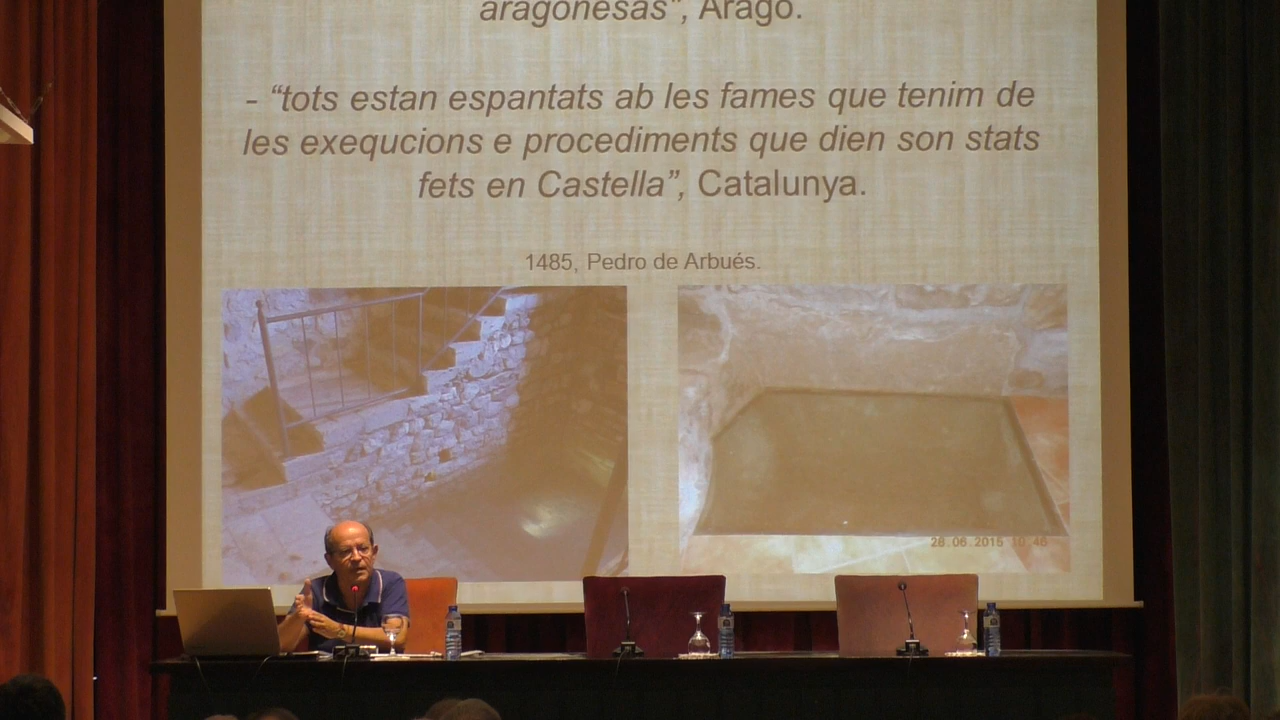 aragonesas”, Aragó.
- “tots estan espantats ab les fames que tenim de
les exequcions e procediments que dien son stats
fets en Castella”, Catalunya.
1485, Pedro de Arbués.
28.06.2015 10:46